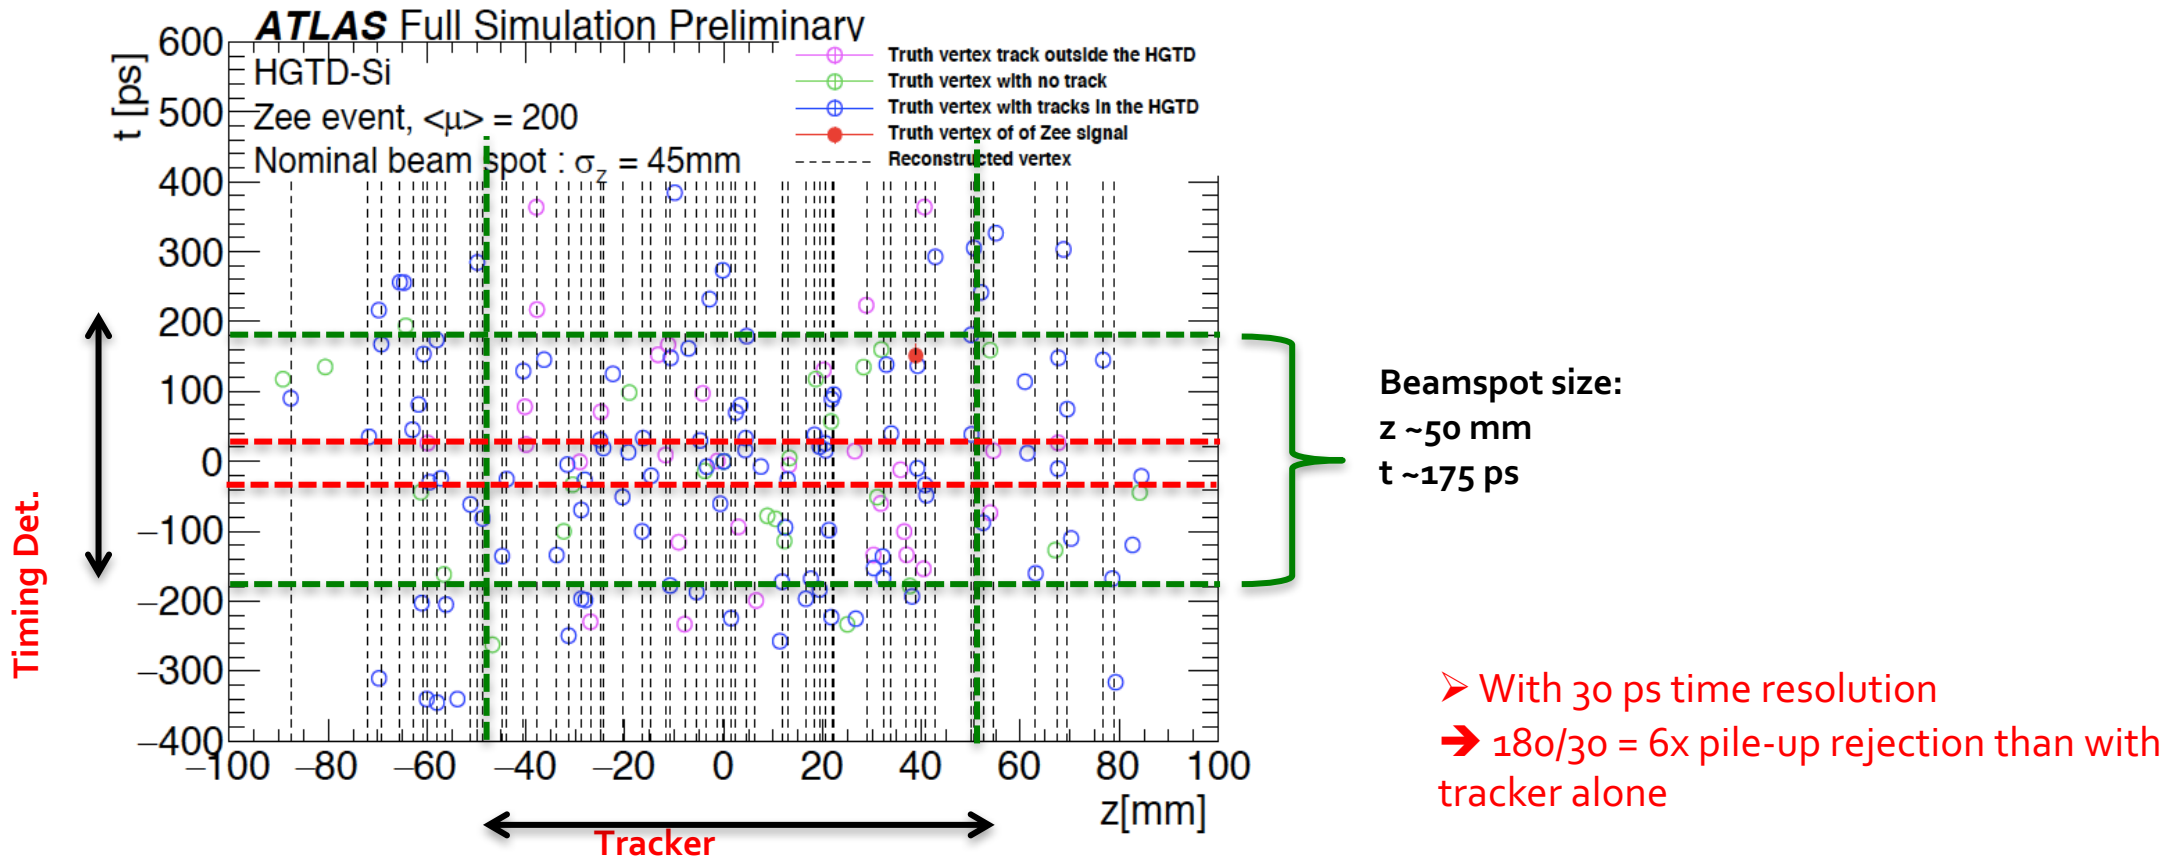 ATLAS Full Simulation Preliminary
HGTD-Si
Zee event, <μ> = 200
Nominal beam spot : σz = 45mm
Truth vertex track outside the HGTD
Truth vertex with no track
Truth vertex with tracks in the HGTD
Truth vertex of of Zee signal
Reconstructed vertex
t [ps]
600
500
400
300
200
100
0
−100
−200
−300
−400
−100 −80 −60 −40 −20 0 20 40 60 80 100
z[mm]
Timing Det.
Tracker
Beamspot size:
z ~50 mm
t ~175 ps
➢ With 30 ps time resolution
➔ 180/30 = 6x pile-up rejection than with
tracker alone